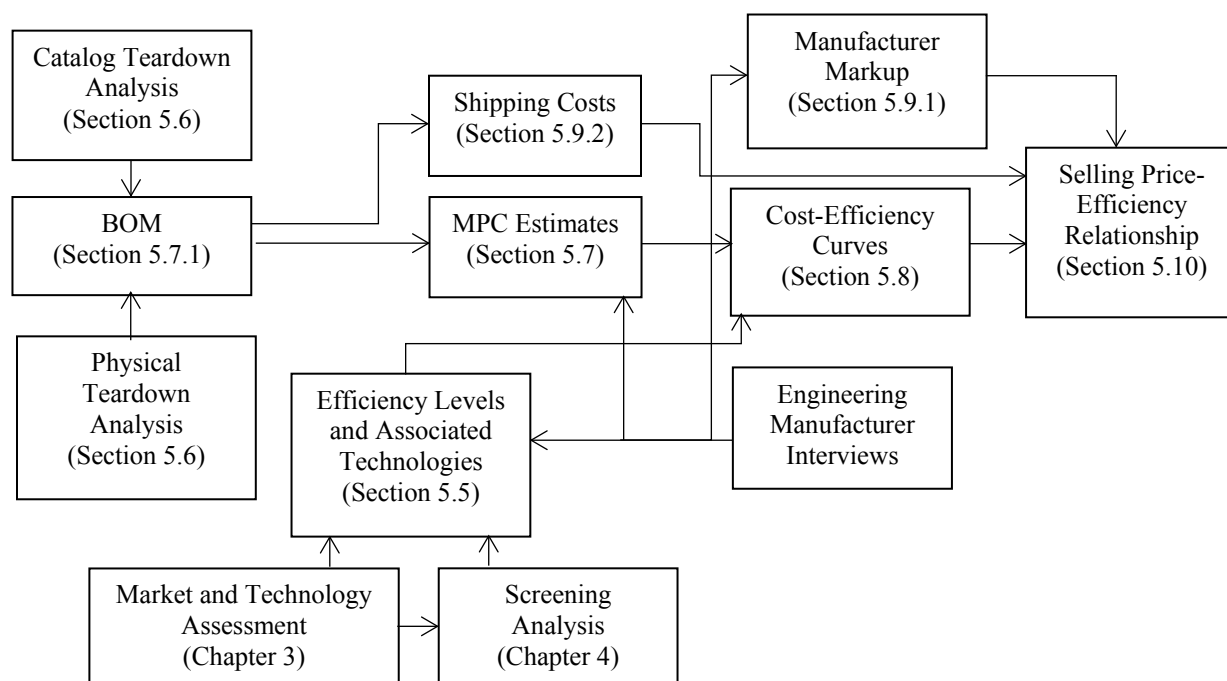 Catalog Teardown
Analysis
(Section 5.6)
Shipping Costs
(Section 5.9.2)
Manufacturer
Markup
(Section 5.9.1)
BOM
(Section 5.7.1)
MPC Estimates
(Section 5.7)
Cost-Efficiency
Curves
(Section 5.8)
Selling Price-
Efficiency
Relationship
(Section 5.10)
Physical
Teardown
Analysis
(Section 5.6)
Efficiency Levels
and Associated
Technologies
(Section 5.5)
Engineering
Manufacturer
Interviews
Market and Technology
Assessment
(Chapter 3)
Screening
Analysis
(Chapter 4)